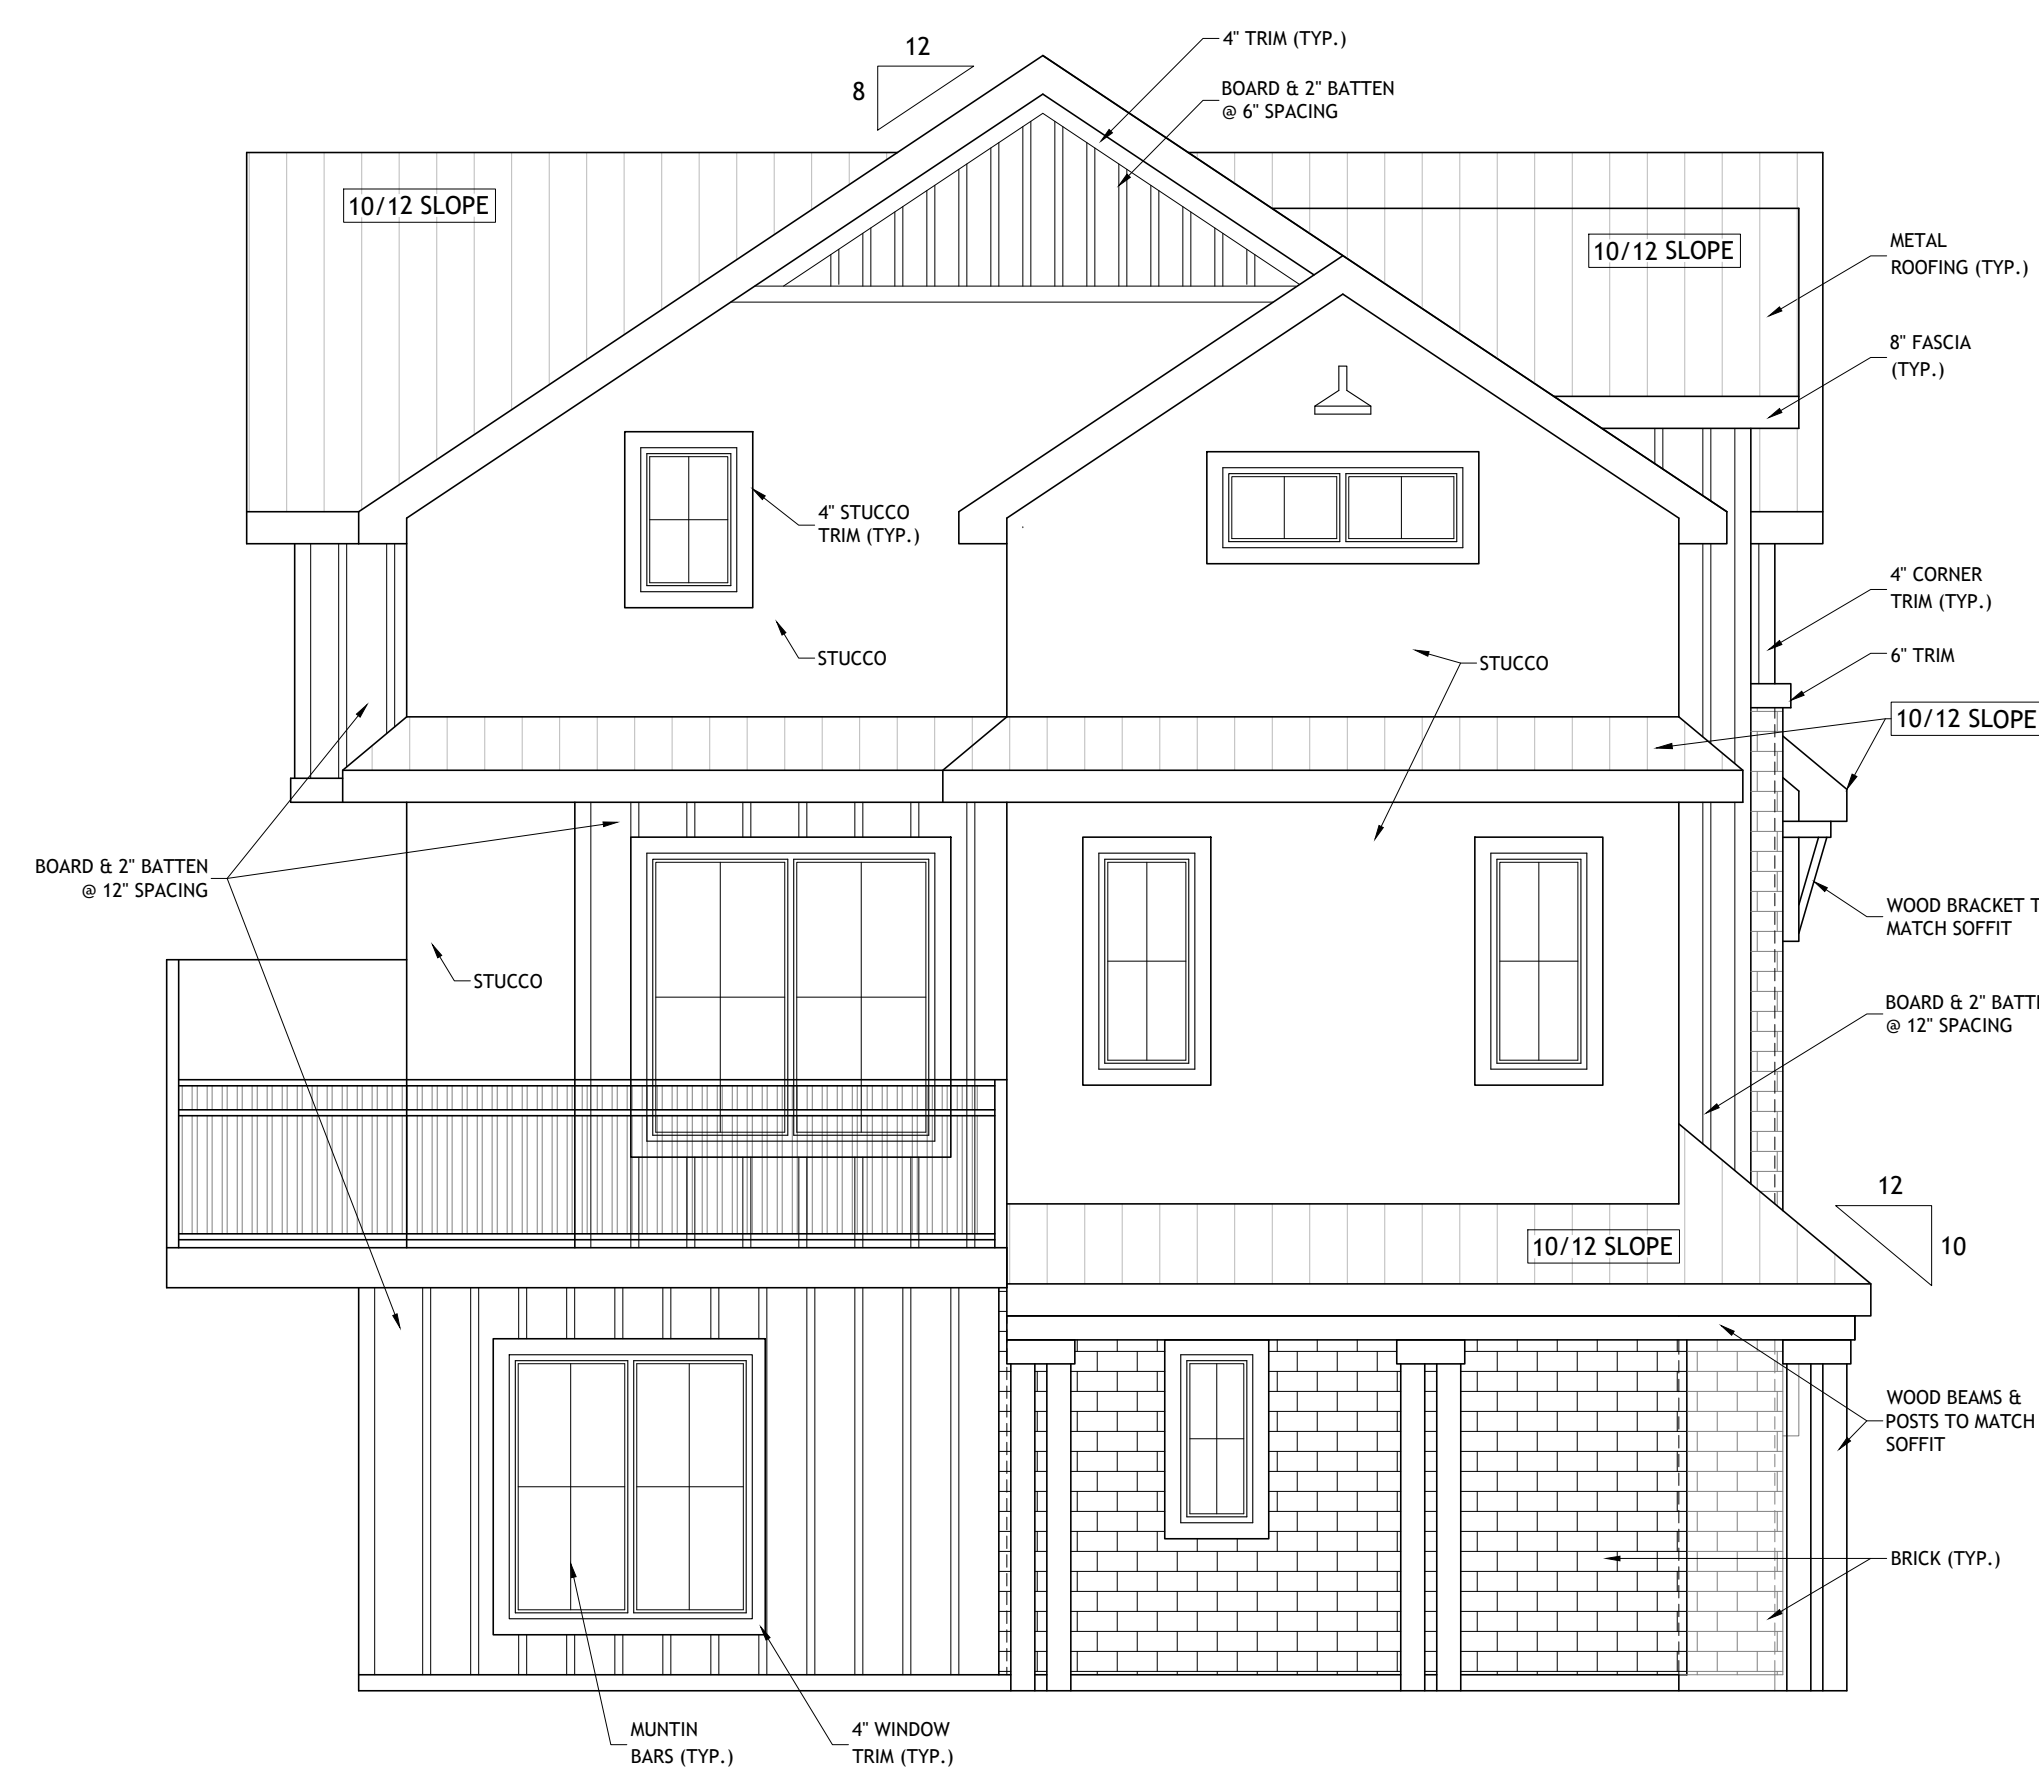 12
8
4" TRIM (TYP.)
BOARD & 2" BATTEN
@ 6" SPACING
10/12 SLOPE
10/12 SLOPE
METAL
ROOFING (TYP.)
8" FASCIA
(TYP.)
4" STUCCO
TRIM (TYP.)
STUCCO
STUCCO
4" CORNER
TRIM (TYP.)
6" TRIM
10/12 SLOPE
BOARD & 2" BATTEN
@ 12" SPACING
STUCCO
WOOD BRACKET
MATCH SOFFIT
BOARD & 2"
@ 12" SPACING
12
10
10/12 SLOPE
WOOD BEAMS &
POSTS TO MATCH
SOFFIT
BRICK (TYP.)
MUNTIN
BARS (TYP.)
4" WINDOW
TRIM (TYP.)